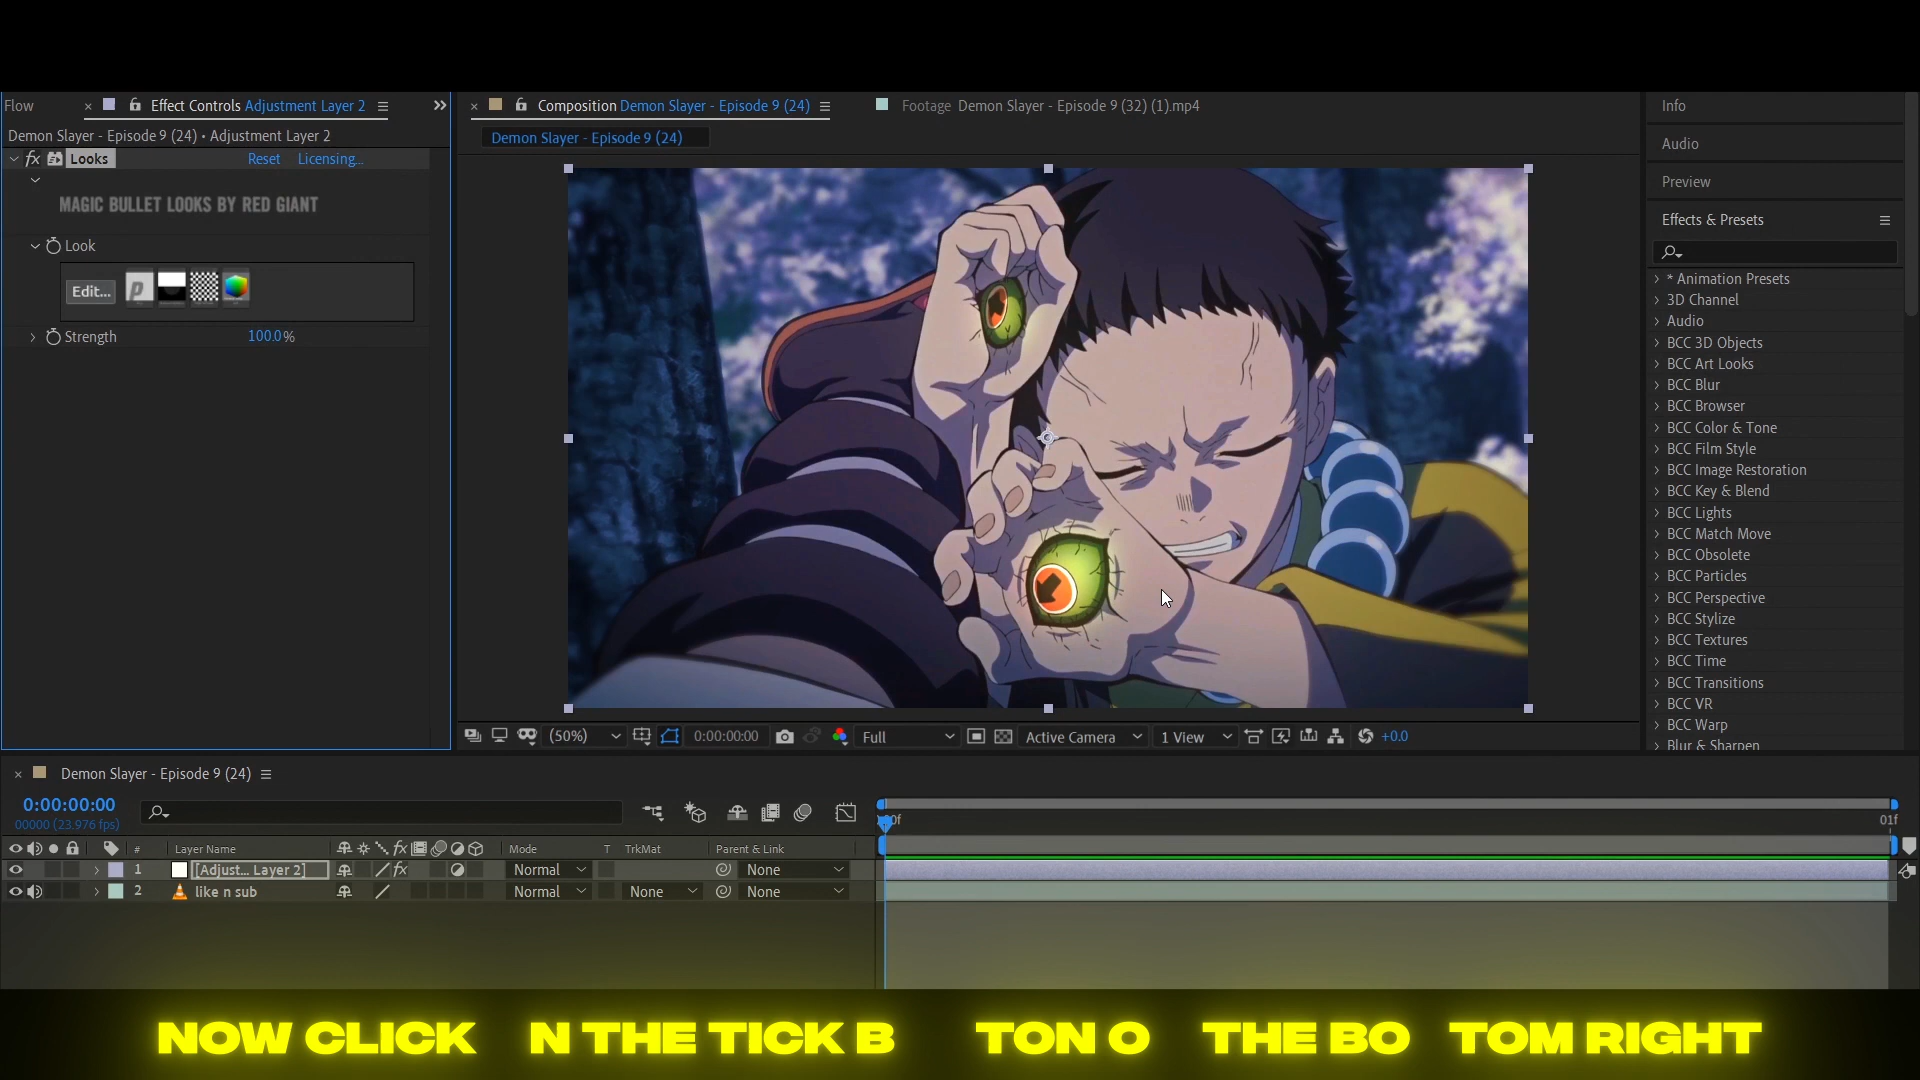 Flow
Effect Controls Adjustment Layer 2
Composition Demon Slayer - Episode 9 (24)
Footage Demon Slayer - Episode 9 (32) (1).mp4
Info
Demon Slayer - Episode 9 (24) • Adjustment Layer 2
Demon Slayer - Episode 9 (24)
Audio
fx Looks
Reset
Licensing...
Preview
MAGIC BULLET LOOKS BY RED GIANT
Effects & Presets
Look
Edit...
Strength
100.0%
* Animation Presets
3D Channel
Audio
BCC 3D Objects
BCC Art Looks
BCC Blur
BCC Browser
BCC Color & Tone
BCC Film Style
BCC Image Restoration
BCC Key & Blend
BCC Lights
BCC Match Move
BCC Obsolete
BCC Particles
BCC Perspective
BCC Stylize
BCC Textures
BCC Time
BCC Transitions
BCC VR
BCC Warp
Blur & Sharpen
(50%)
0:00:00:00
Full
Active Camera
1 View
+0.0
Demon Slayer - Episode 9 (24)
0:00:00:00
00000 (23.976 fps)
01f
#
Layer Name
fx
Mode
T TrkMat
Parent & Link
1 [Adjust... Layer 2] fx Normal None
2 like n sub Normal None None
NOW CLICK N THE TICK B TON O THE BO TOM RIGHT